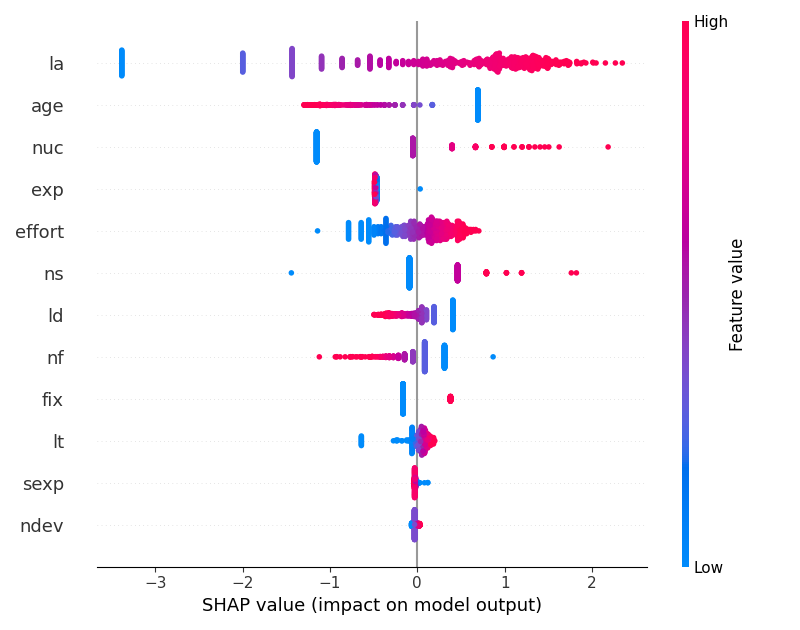 High
la
age
nuc
exp
effort
ns
ld
nf
fix
lt
sexp
ndev
Feature value
Low
−3 −2 −1 0 1 2
SHAP value (impact on model output)